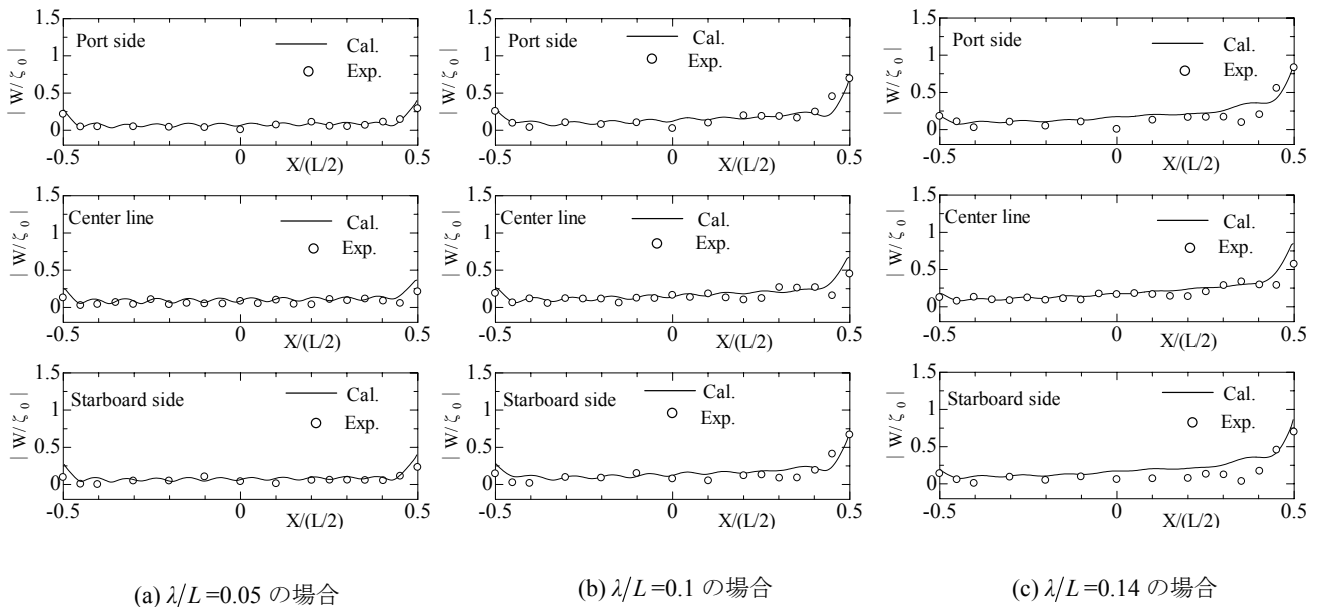 1.5
1
0.5
0
| W/ζ₀ |
Port side
Cal.
Exp.
-0.5
0
0.5
X/(L/2)
1.5
1
0.5
0
| W/ζ₀ |
Port side
Cal.
Exp.
-0.5
0
0.5
X/(L/2)
1.5
1
0.5
0
| W/ζ₀ |
Port side
Cal.
Exp.
-0.5
0
0.5
X/(L/2)
1.5
1
0.5
0
| W/ζ₀ |
Center line
Cal.
Exp.
-0.5
0
0.5
X/(L/2)
1.5
1
0.5
0
| W/ζ₀ |
Center line
Cal.
Exp.
-0.5
0
0.5
X/(L/2)
1.5
1
0.5
0
| W/ζ₀ |
Center line
Cal.
Exp.
-0.5
0
0.5
X/(L/2)
1.5
1
0.5
0
| W/ζ₀ |
Starboard side
Cal.
Exp.
-0.5
0
0.5
X/(L/2)
1.5
1
0.5
0
| W/ζ₀ |
Starboard side
Cal.
Exp.
-0.5
0
0.5
X/(L/2)
1.5
1
0.5
0
| W/ζ₀ |
Starboard side
Cal.
Exp.
-0.5
0
0.5
X/(L/2)
(a) λ/L =0.05 の場合
(b) λ/L =0.1 の場合
(c) λ/L =0.14 の場合